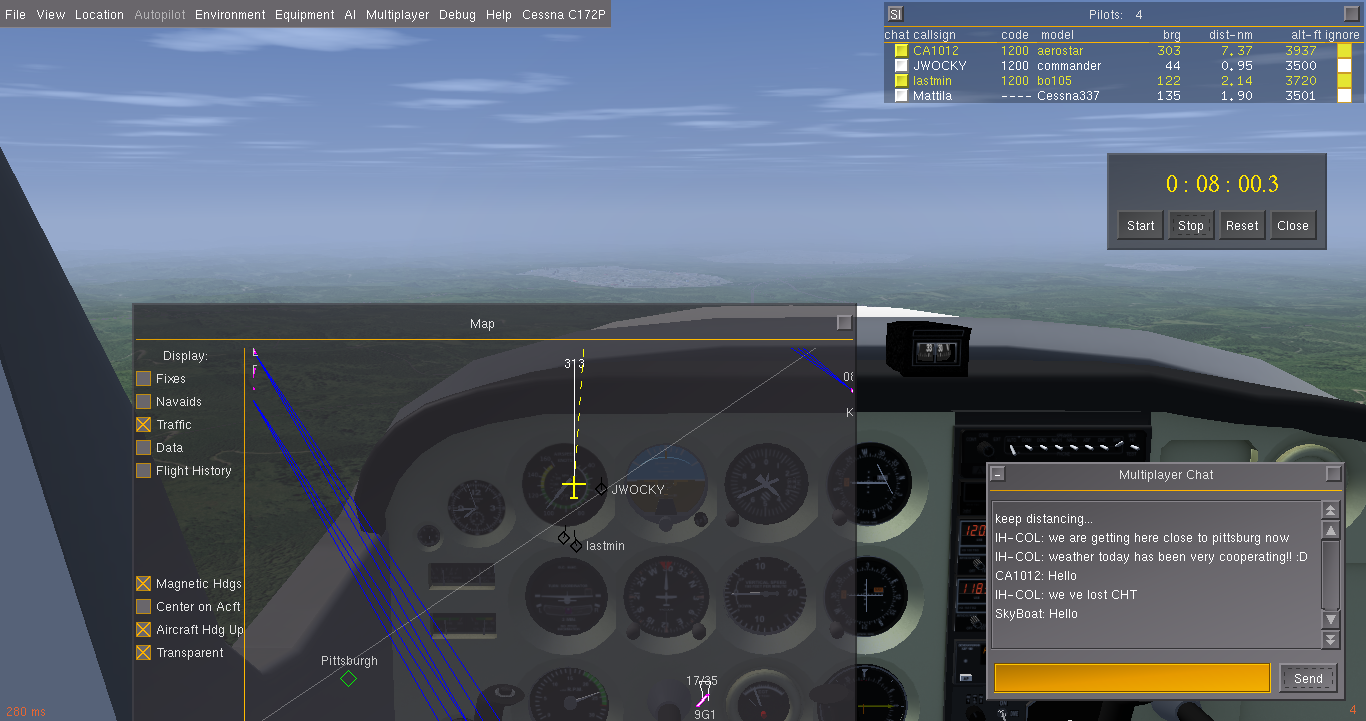 File View Location Autopilot Environment Equipment AI Multiplayer Debug Help Cessna C172P
SI Pilots: 4
chat callsign code model brg dist-nm alt-ft ignore
CA1012 1200 aerostar 303 7.37 3937
JWOCKY 1200 commander 44 0.95 3500
lastmin 1200 bo105 122 2.14 3720
Mattila ---- Cessna337 135 1.90 3501
0 : 08 : 00.3
Start Stop Reset Close
Map
Display:
Fixes
Navaids
Traffic
Data
Flight History
Magnetic Hdgs
Center on Acft
Aircraft Hdg Up
Transparent
313
08
K
JWOCKY
lastmin
Pittsburgh
17/35
9G1
Multiplayer Chat
keep distancing...
IH-COL: we are getting here close to pittsburg now
IH-COL: weather today has been very cooperating!! :D
CA1012: Hello
IH-COL: we ve lost CHT
SkyBoat: Hello
Send
280 ms
4